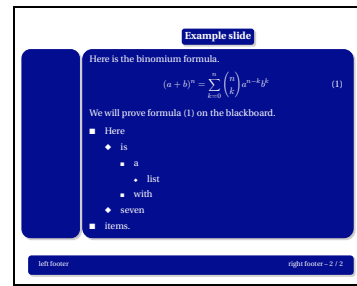 Example slide
Here is the binomium formula.
(a + b)^n = \sum_{k=0}^{n} \binom{n}{k} a^{n-k} b^k (1)
We will prove formula (1) on the blackboard.
■ Here
◆ is
■ a
◆ list
■ with
◆ seven
■ items.
left footer right footer – 2 / 2